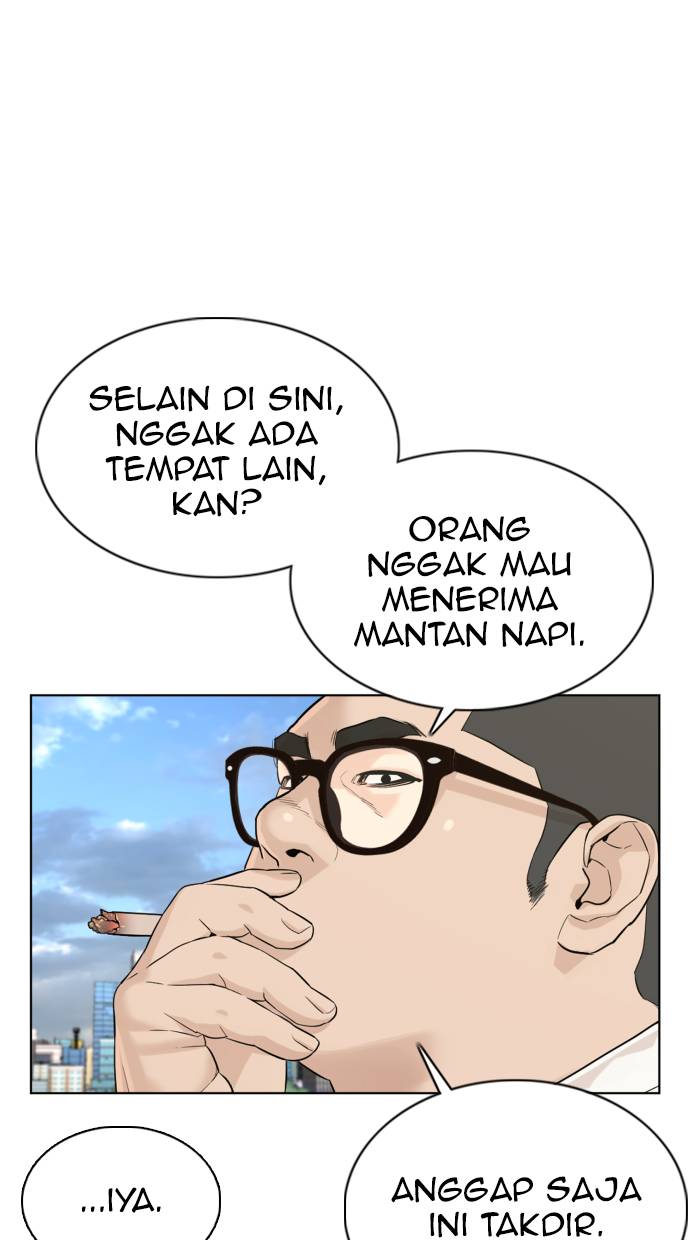 SELAIN DI SINI,
NGGAK ADA
TEMPAT LAIN,
KAN?
ORANG
NGGAK MAU
MENERIMA
MANTAN NAPI.
...IYA.
ANGGAP SAJA
INI TAKDIR.